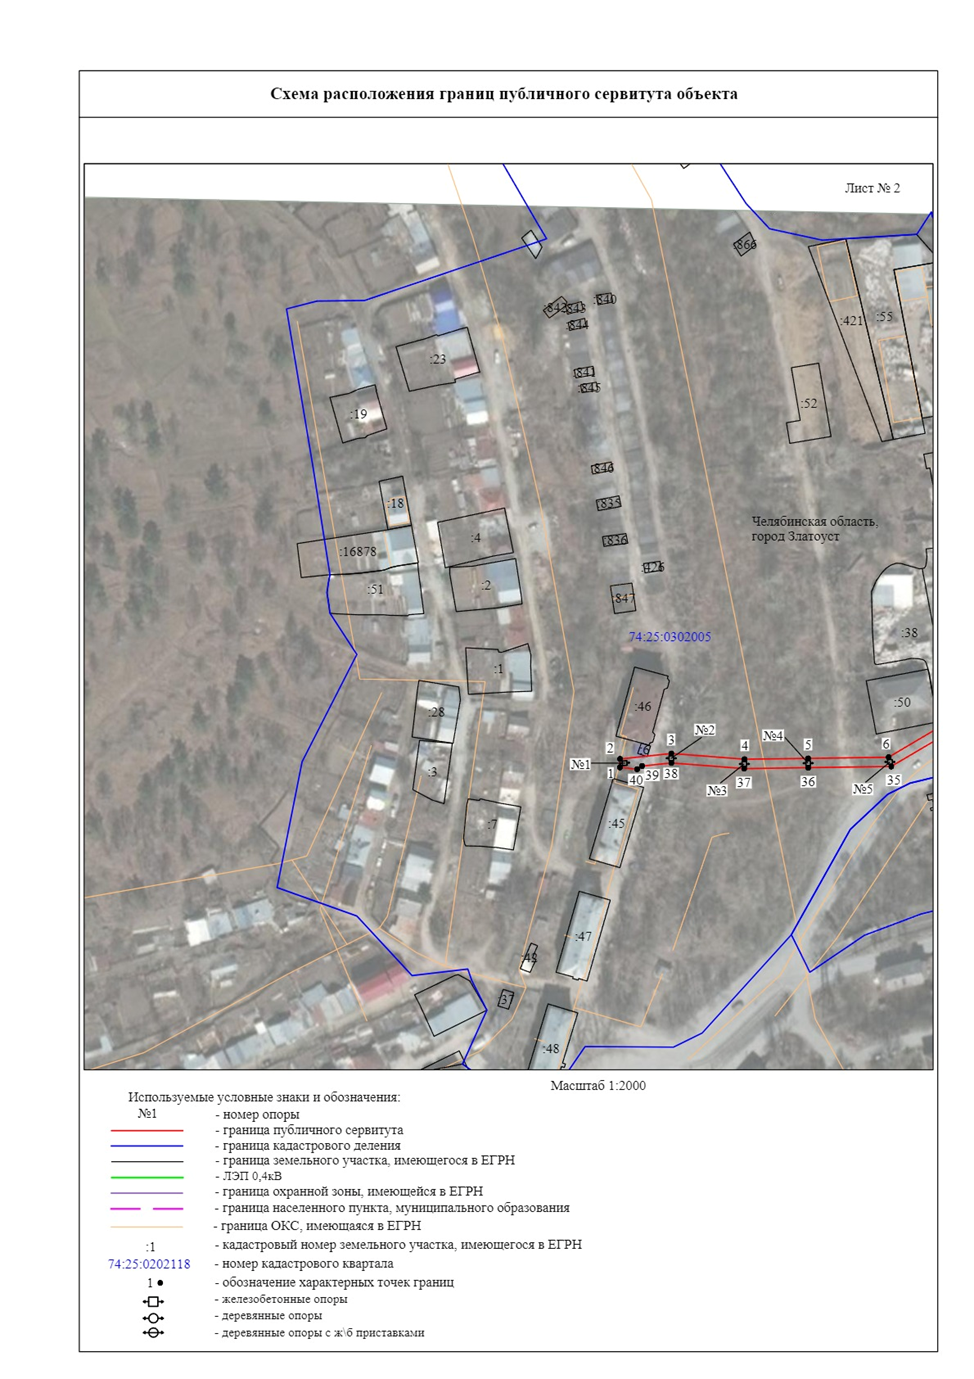 Схема расположения границ публичного сервитута объекта
Лист № 2
:866
:842
:843
:840
:844
:421
:55
:23
:841
:845
:52
:19
:846
:18
:835
Челябинская область,
город Златоуст
:4
:836
:16878
:426
:51
:2
:847
:38
74:25:0302005
:1
:50
:46
:28
№2
№4
2
3
4
5
6
№1
:3
1
40
39
38
37
36
35
№3
№5
:7
:45
:47
:42
:37
:48
Масштаб 1:2000
Используемые условные знаки и обозначения:
№1 - номер опоры
- граница публичного сервитута
- граница кадастрового деления
- граница земельного участка, имеющегося в ЕГРН
- ЛЭП 0,4кВ
- граница охранной зоны, имеющейся в ЕГРН
- граница населенного пункта, муниципального образования
- граница ОКС, имеющаяся в ЕГРН
:1 - кадастровый номер земельного участка, имеющегося в ЕГРН
74:25:0202118 - номер кадастрового квартала
1 - обозначение характерных точек границ
- железобетонные опоры
- деревянные опоры
- деревянные опоры с ж\б приставками